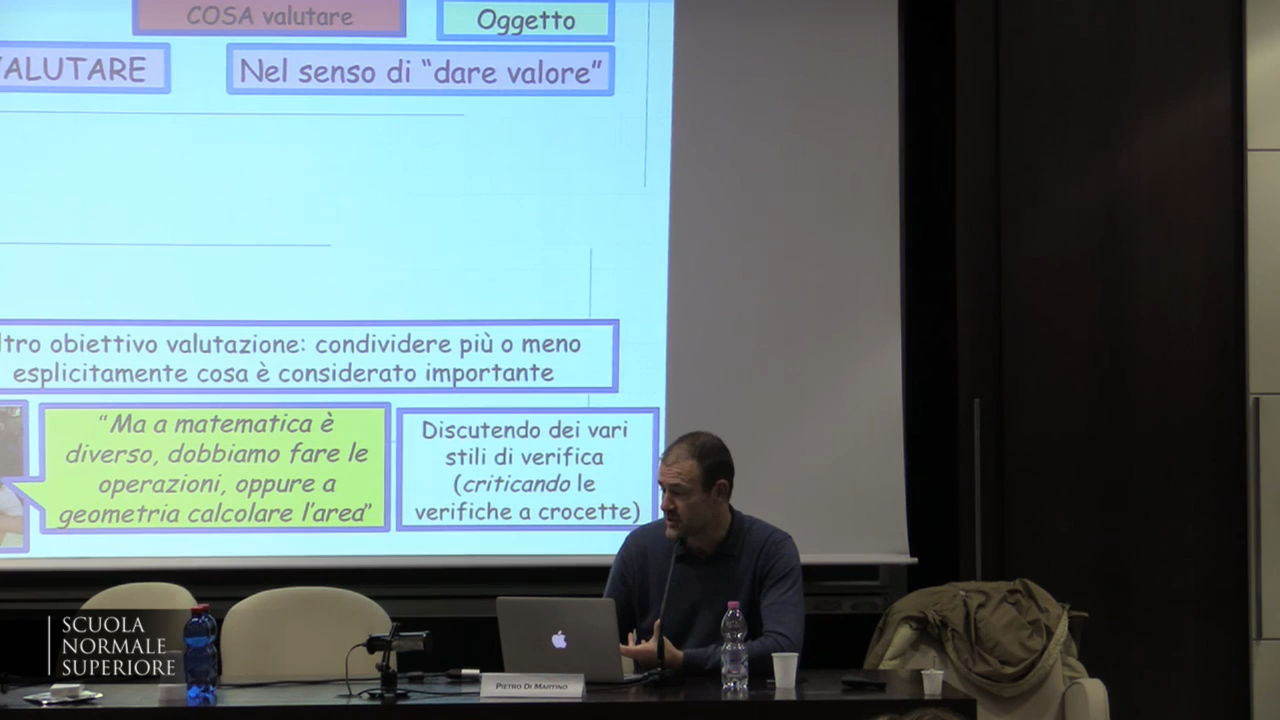 COSA valutare
Oggetto
VALUTARE
Nel senso di “dare valore”
ltro obiettivo valutazione: condividere più o meno
esplicitamente cosa è considerato importante
“Ma a matematica è
diverso, dobbiamo fare le
operazioni, oppure a
geometria calcolare l’area”
Discutendo dei vari
stili di verifica
(criticando le
verifiche a crocette)
SCUOLA
NORMALE
SUPERIORE
PIETRO DI MARTINO